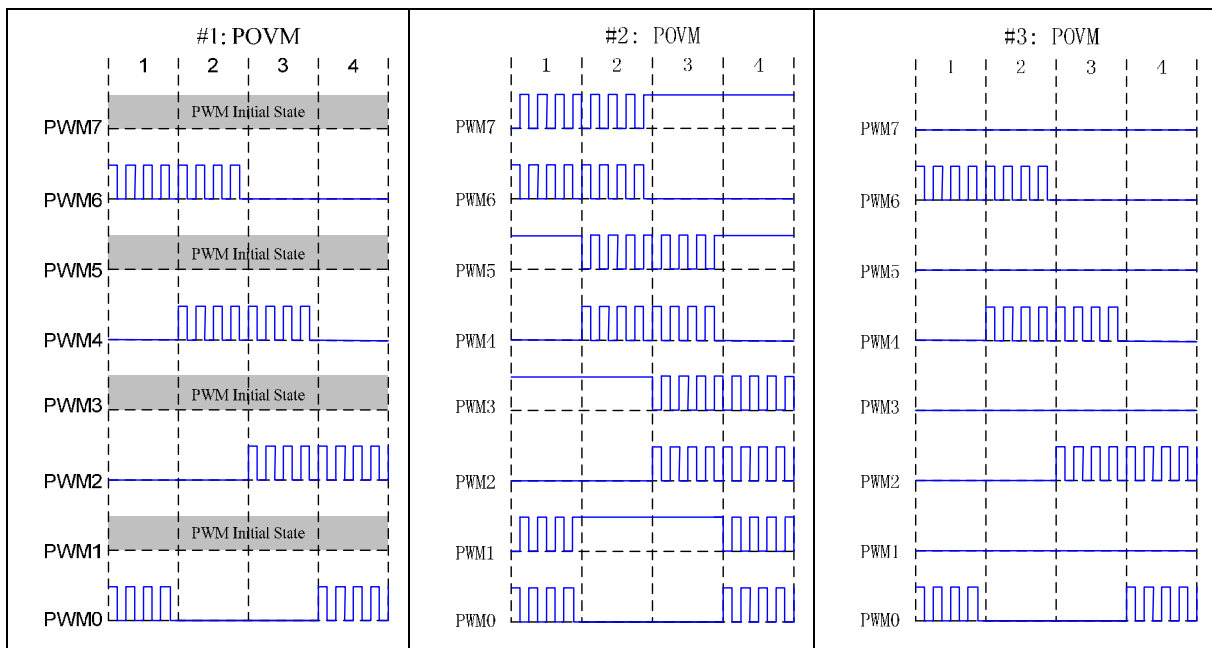 #1: POVM
1 2 3 4
PWM7 PWM Initial State
PWM6
PWM5 PWM Initial State
PWM4
PWM3 PWM Initial State
PWM2
PWM1 PWM Initial State
PWM0
#2: POVM
1 2 3 4
PWM7
PWM6
PWM5
PWM4
PWM3
PWM2
PWM1
PWM0
#3: POVM
1 2 3 4
PWM7
PWM6
PWM5
PWM4
PWM3
PWM2
PWM1
PWM0